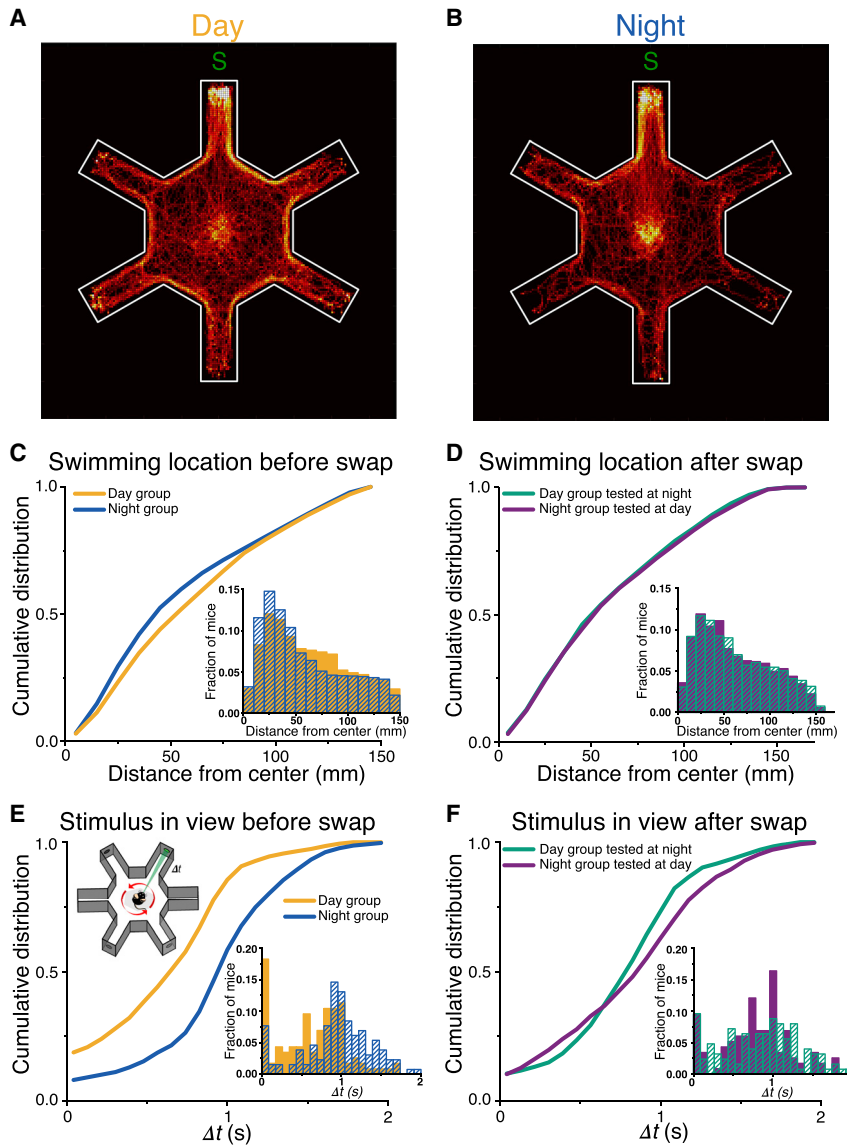 A
Day
S
B
Night
S
C
Swimming location before swap
Cumulative distribution
1.0
0.5
0.0
Day group
Night group
Fraction of mice
0.15
0.10
0.05
0.00
0 50 100 150
Distance from center (mm)
0 50 100 150
Distance from center (mm)
D
Swimming location after swap
Cumulative distribution
1.0
0.5
0.0
Day group tested at night
Night group tested at day
Fraction of mice
0.15
0.10
0.05
0.00
0 50 100 150
Distance from center (mm)
0 50 100 150
Distance from center (mm)
E
Stimulus in view before swap
Cumulative distribution
1.0
0.5
0.0
Δt
Day group
Night group
Fraction of mice
0.20
0.15
0.10
0.05
0.00
0 1 2
Δt (s)
0 1 2
Δt (s)
F
Stimulus in view after swap
Cumulative distribution
1.0
0.5
0.0
Day group tested at night
Night group tested at day
Fraction of mice
0.20
0.15
0.10
0.05
0.00
0 1
Δt (s)
0 1 2
Δt (s)